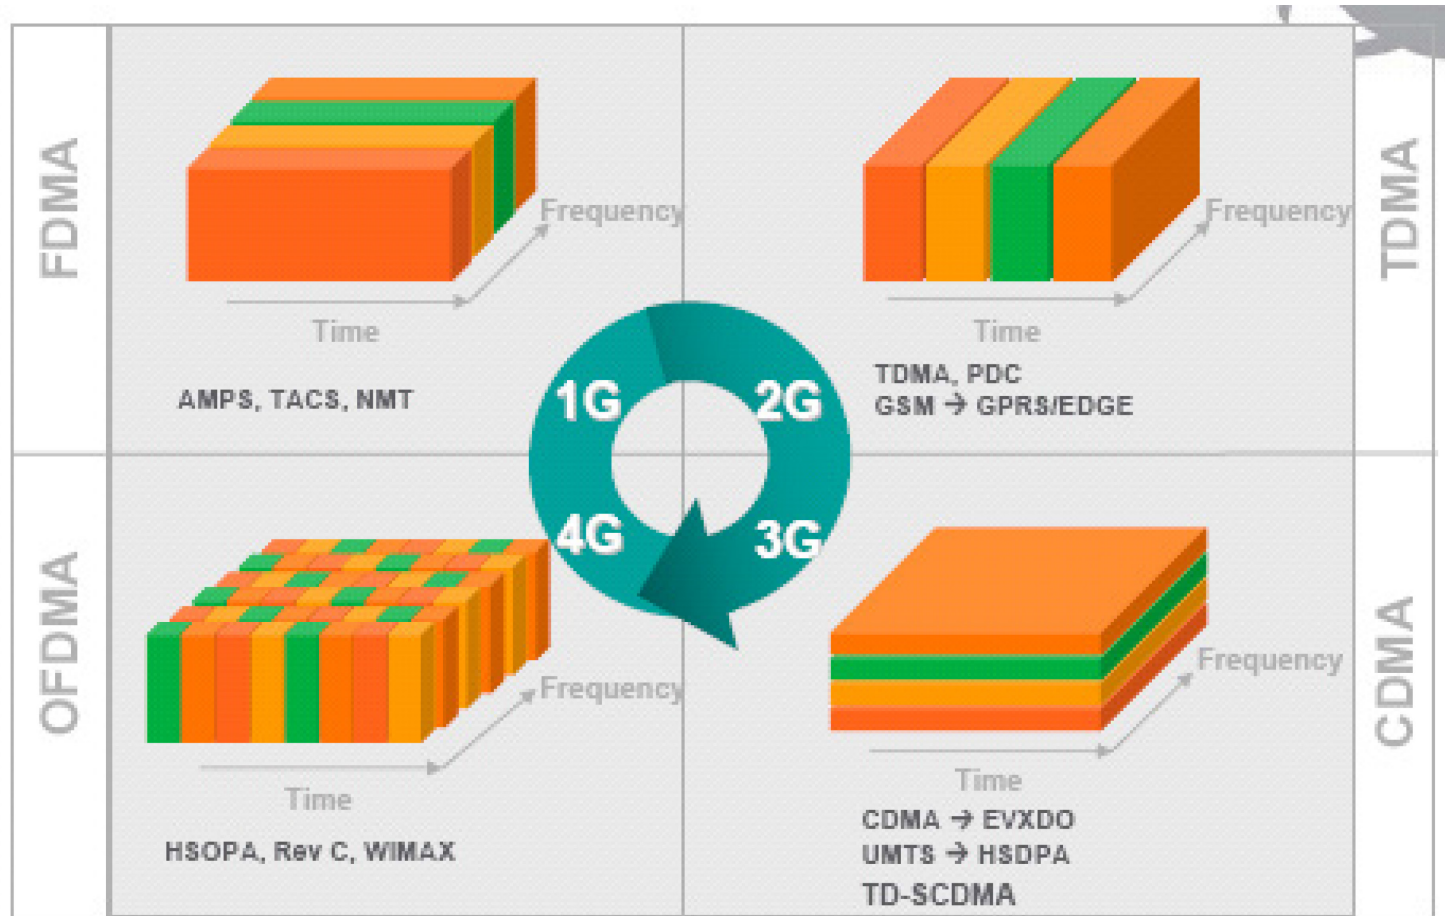 FDMA
Frequency
Time
AMPS, TACS, NMT
TDMA
Frequency
Time
TDMA, PDC
GSM → GPRS/EDGE
1G
2G
4G
3G
OFDMA
Frequency
Time
HSOPA, Rev C, WIMAX
CDMA
Frequency
Time
CDMA → EVXDO
UMTS → HSDPA
TD-SCDMA